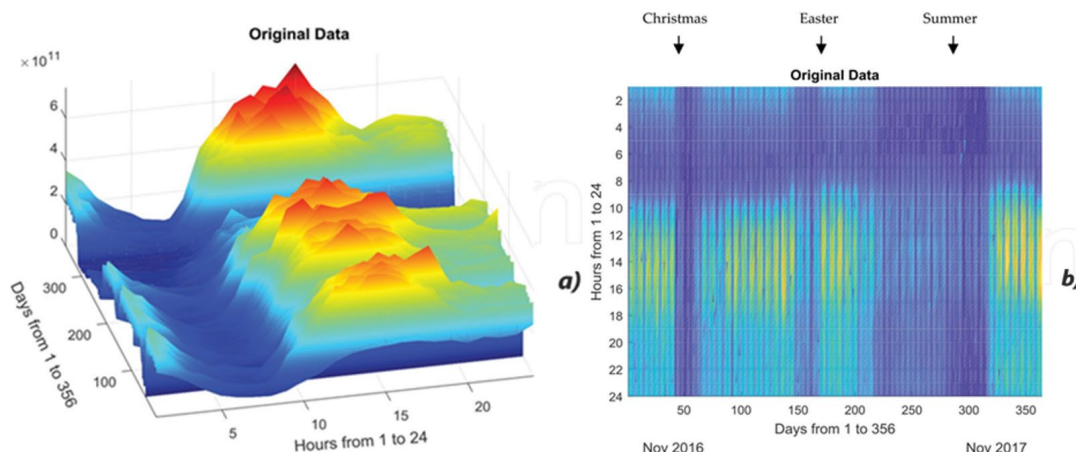 Original Data
× 10¹¹
6
4
2
0
300
200
100
Days from 1 to 356
5
10
15
20
Hours from 1 to 24
a)
Christmas
Easter
Summer
Original Data
2
4
6
8
10
12
14
16
18
20
22
24
Hours from 1 to 24
50
100
150
200
250
300
350
Days from 1 to 356
Nov 2016
Nov 2017
b)